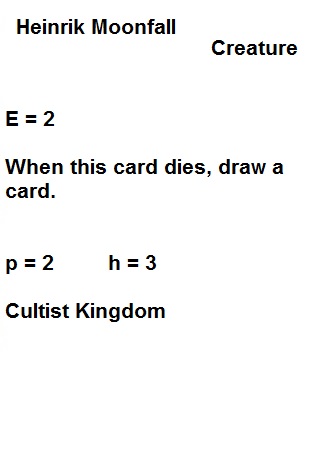 Heinrik Moonfall
Creature
E = 2
When this card dies, draw a
card.
p = 2 h = 3
Cultist Kingdom